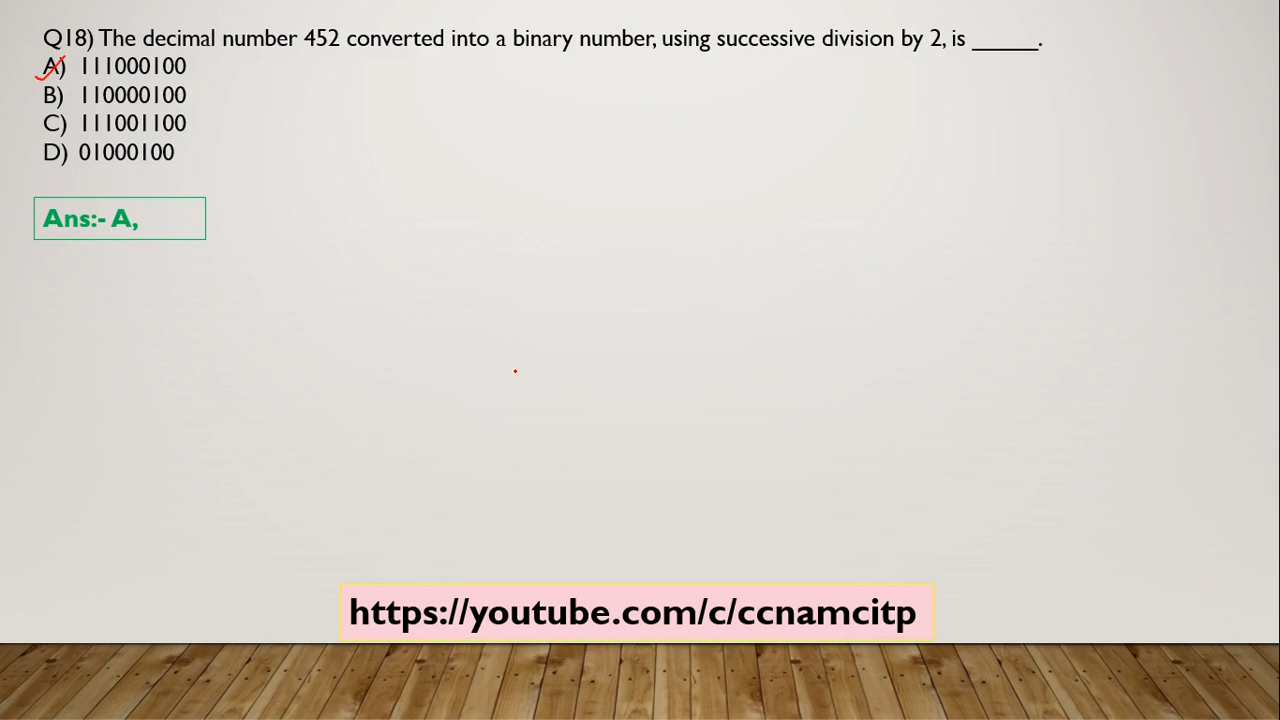 Q18) The decimal number 452 converted into a binary number, using successive division by 2, is _____.
A) 111000100
B) 110000100
C) 111001100
D) 01000100
Ans:- A,
https://youtube.com/c/ccnamcitp